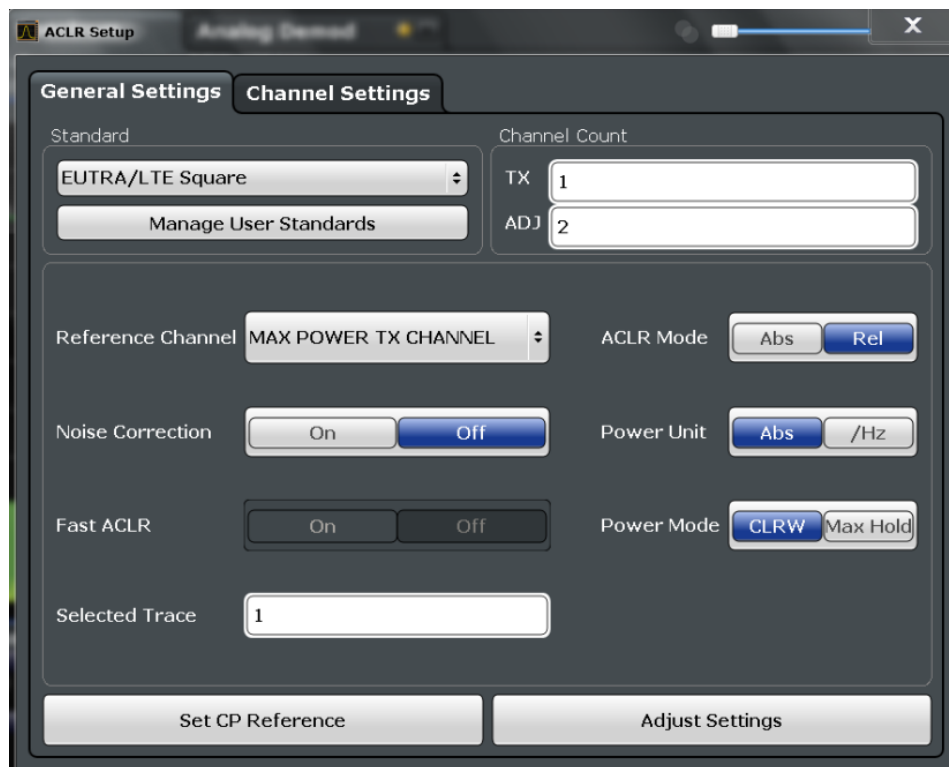 ACLR Setup
Analog Demod
X
General Settings
Channel Settings
Standard
Channel Count
EUTRA/LTE Square
TX
1
Manage User Standards
ADJ
2
Reference Channel
MAX POWER TX CHANNEL
ACLR Mode
Abs
Rel
Noise Correction
On
Off
Power Unit
Abs
/Hz
Fast ACLR
On
Off
Power Mode
CLRW
Max Hold
Selected Trace
1
Set CP Reference
Adjust Settings